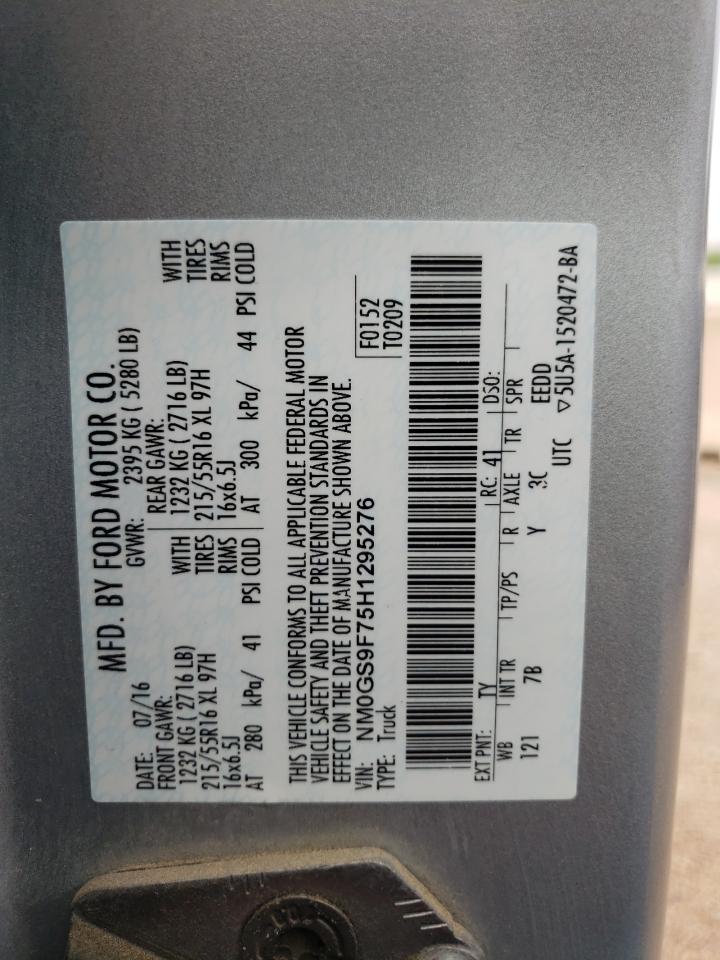 MFD. BY FORD MOTOR CO.
DATE: 07/16 GVWR: 2395 KG ( 5280 LB)
FRONT GAWR: REAR GAWR:
1232 KG ( 2716 LB) WITH 1232 KG ( 2716 LB) WITH
215/55R16 XL 97H TIRES 215/55R16 XL 97H TIRES
16x6.5J RIMS 16x6.5J RIMS
AT 280 kPa/ 41 PSI COLD AT 300 kPa/ 44 PSI COLD
THIS VEHICLE CONFORMS TO ALL APPLICABLE FEDERAL MOTOR
VEHICLE SAFETY AND THEFT PREVENTION STANDARDS IN
EFFECT ON THE DATE OF MANUFACTURE SHOWN ABOVE.
VIN: NM0GS9F75H1295276 F0152
TYPE: Truck T0209
EXT PNT: TY RC: 41 DSO:
WB INT TR TP/PS R AXLE TR SPR
121 7B Y 3C EEDD
UTC ▽5U5A-1520472-BA